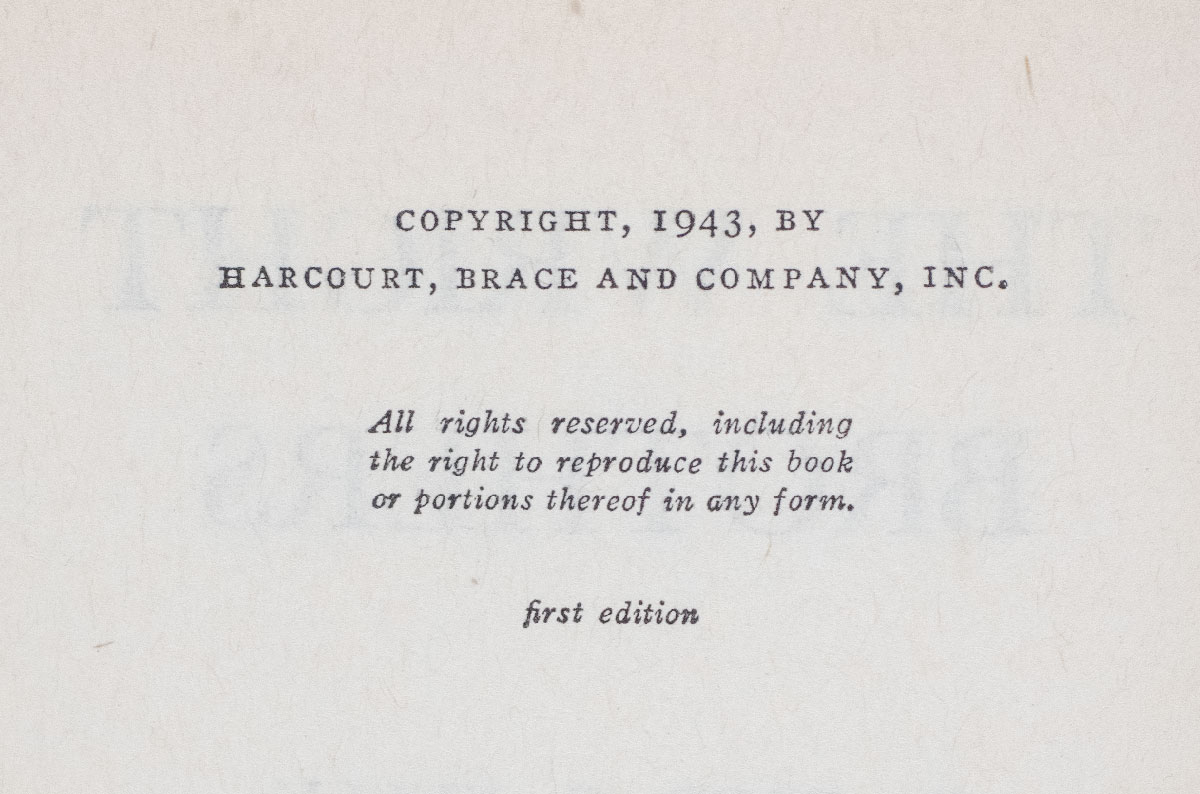 COPYRIGHT, 1943, BY
HARCOURT, BRACE AND COMPANY, INC.
All rights reserved, including
the right to reproduce this book
or portions thereof in any form.
first edition